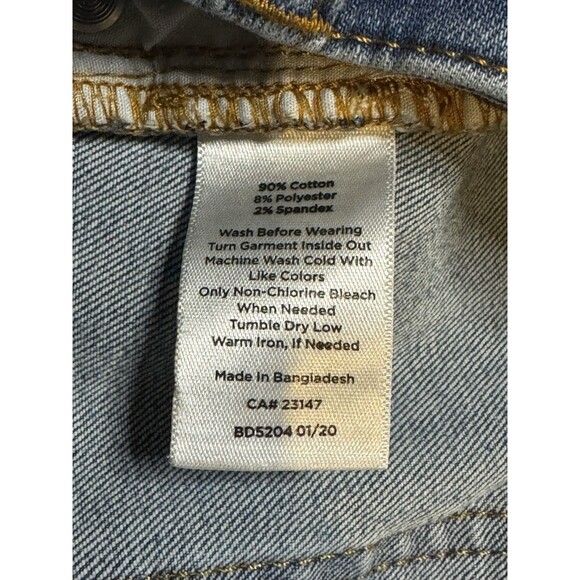 90% Cotton
8% Polyester
2% Spandex
Wash Before Wearing
Turn Garment Inside Out
Machine Wash Cold With
Like Colors
Only Non-Chlorine Bleach
When Needed
Tumble Dry Low
Warm Iron, If Needed
Made In Bangladesh
CA# 23147
BD5204 01/20